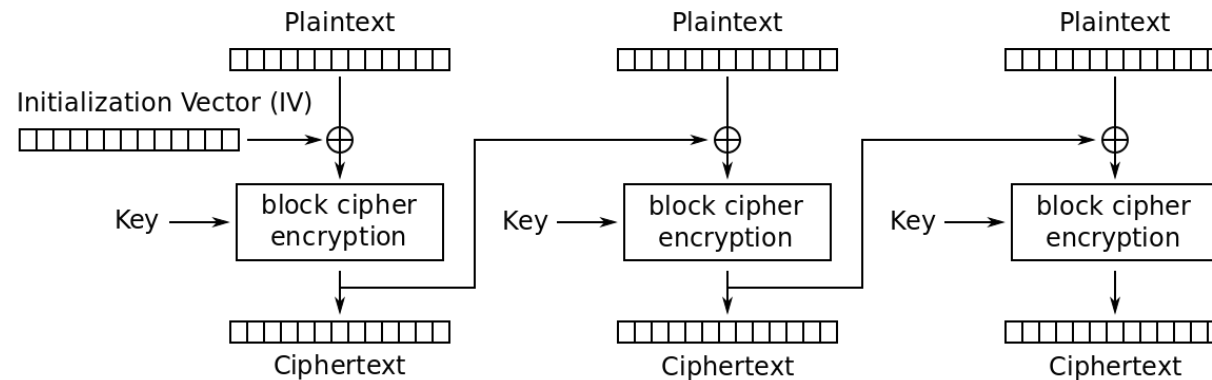 Plaintext
Plaintext
Plaintext
Initialization Vector (IV)
Key
block cipher
encryption
Key
block cipher
encryption
Key
block cipher
encryption
Ciphertext
Ciphertext
Ciphertext